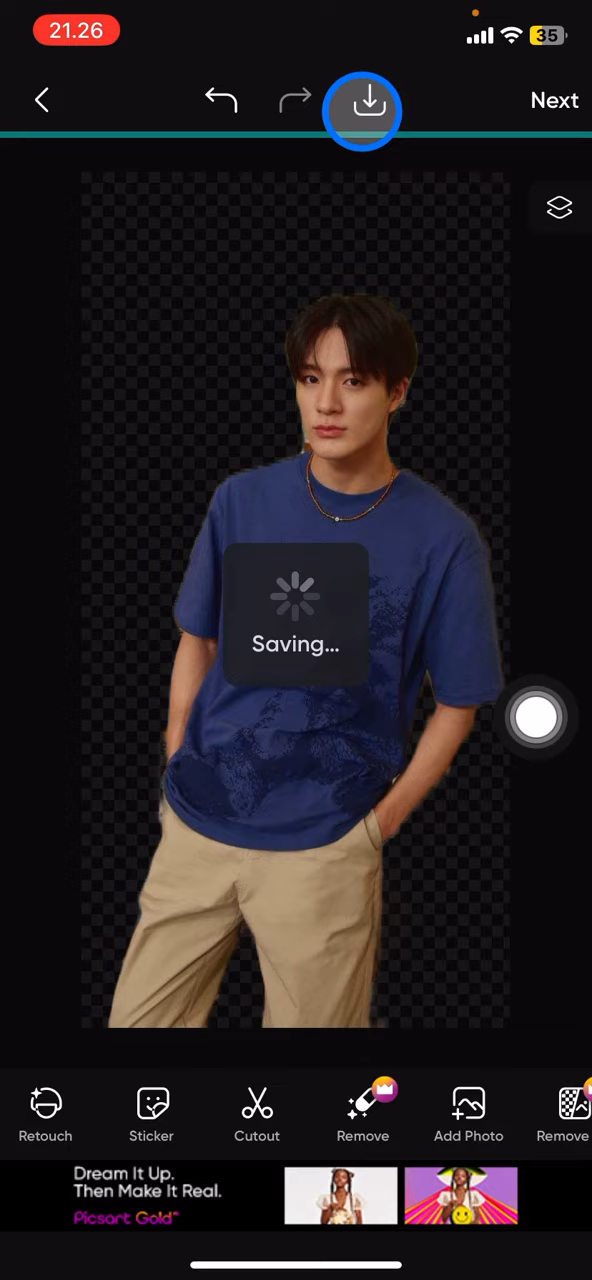 21.26
35
Next
Saving...
Retouch
Sticker
Cutout
Remove
Add Photo
Remove
Dream It Up.
Then Make It Real.
Picsart Gold™